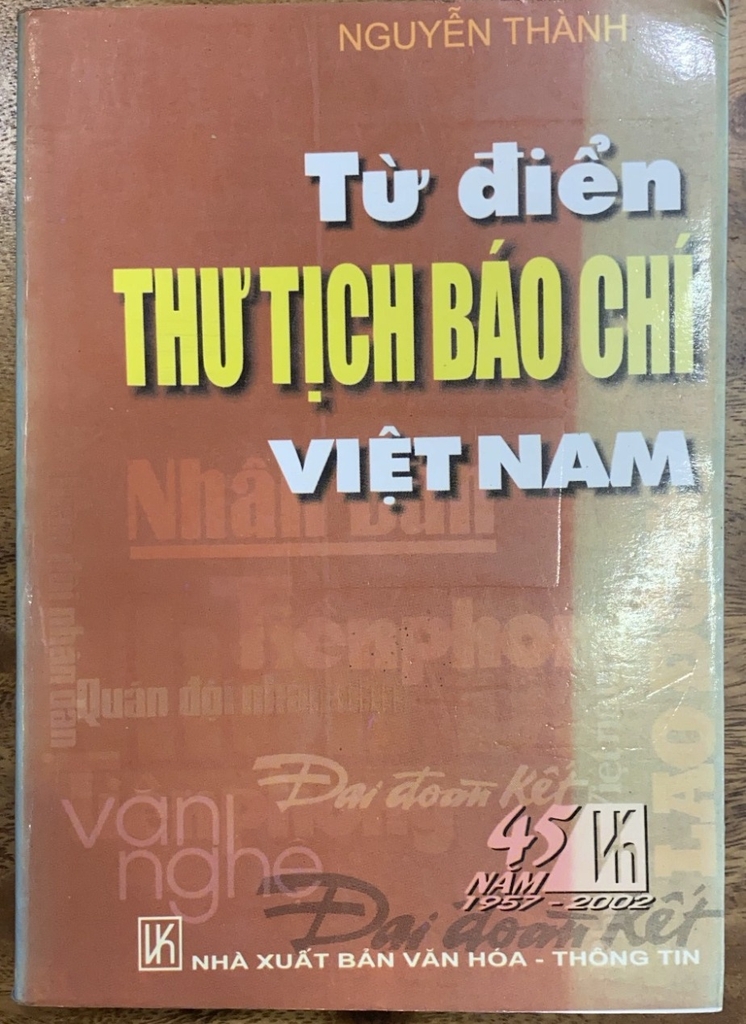 NGUYỄN THÀNH
Từ điển
THƯ TỊCH BÁO CHÍ
VIỆT NAM
Nhân Dân
Tiền phong
Quân đội nhân dân
Đại đoàn kết
văn
nghệ
LAO
45
NĂM
1957 - 2002
Đại đoàn kết
NHÀ XUẤT BẢN VĂN HÓA - THÔNG TIN